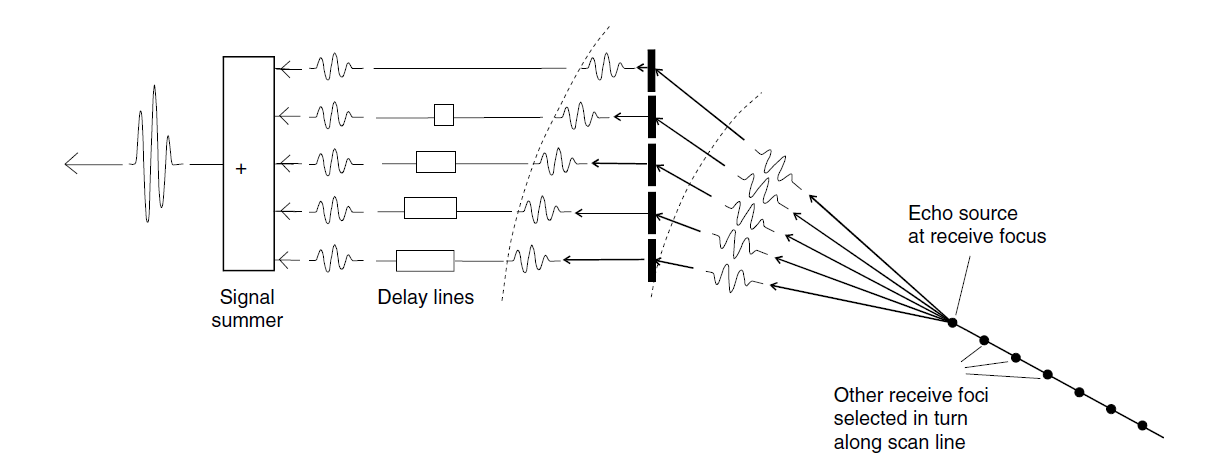 +
Signal
summer
Delay lines
Echo source
at receive focus
Other receive foci
selected in turn
along scan line